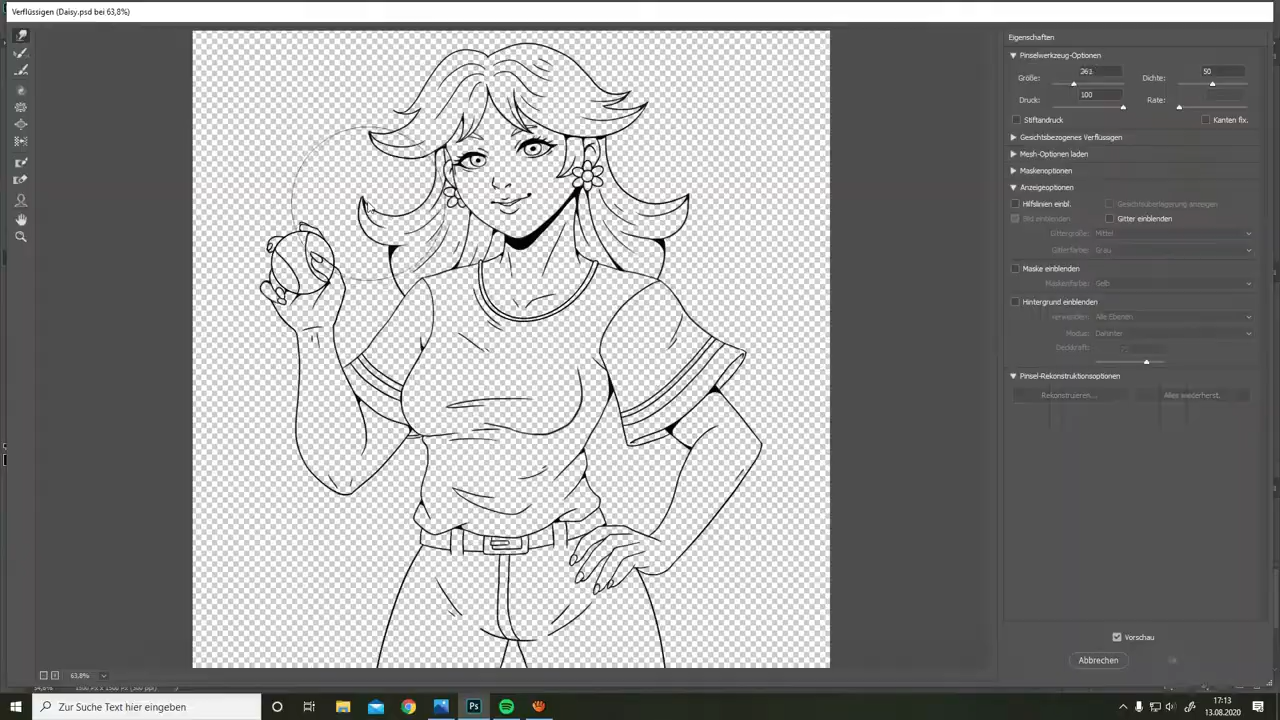 Verflüssigen (Daisy.psd bei 63,8%)
Eigenschaften
Pinselwerkzeug-Optionen
Größe: 261 Dichte: 50
Druck: 100 Rate:
Stiftandruck Kanten fix.
Gesichtsbezogenes Verflüssigen
Mesh-Optionen laden
Maskenoptionen
Anzeigeoptionen
Hilfslinien einbl. Gesichtsüberlagerung anzeigen
Bild einblenden Gitter einblenden
Gittergröße: Mittel
Gitterfarbe: Grau
Maske einblenden
Maskenfarbe: Gelb
Hintergrund einblenden
verwenden: Alle Ebenen
Modus: Dahinter
Deckkraft:
Pinsel-Rekonstruktionsoptionen
Rekonstruieren... Alles wiederherst.
Vorschau
Abbrechen
63,8%
Zur Suche Text hier eingeben
Ps
17:13
13.08.2020